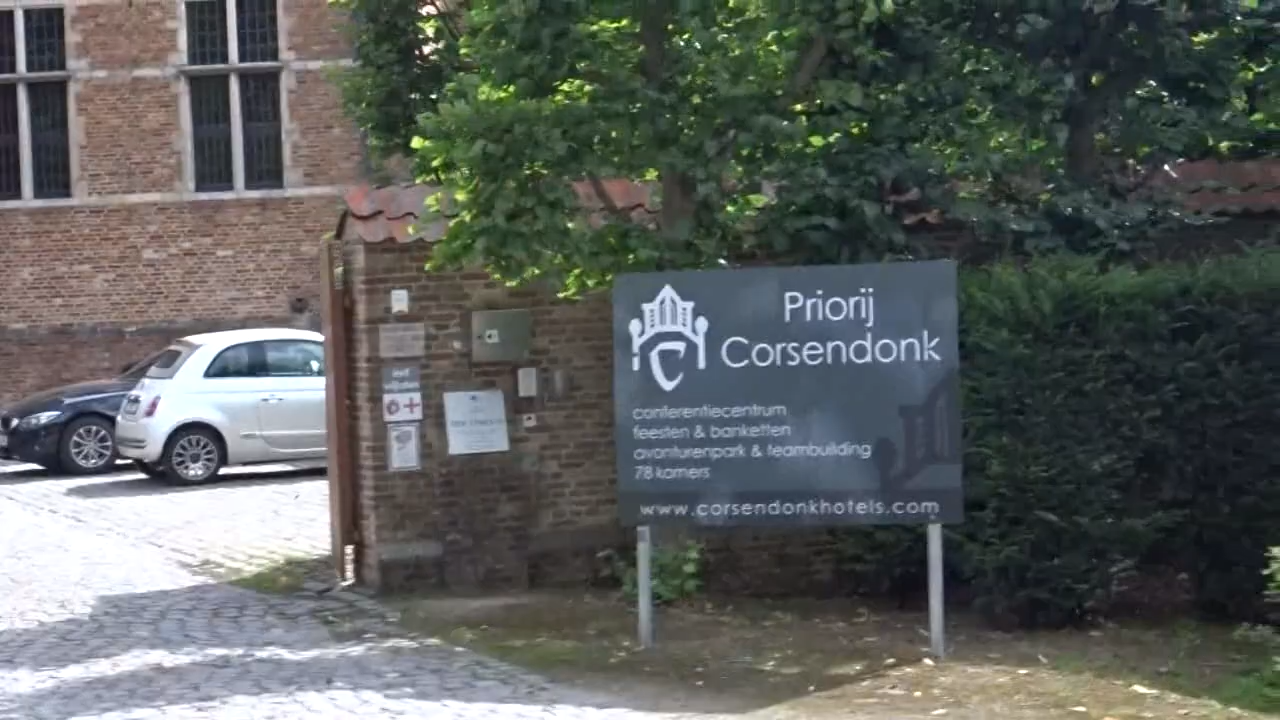 Priorij
Corsendonk
conferentiecentrum
feesten & banketten
avonturenpark & teambuilding
78 kamers
www.corsendonkhotels.com